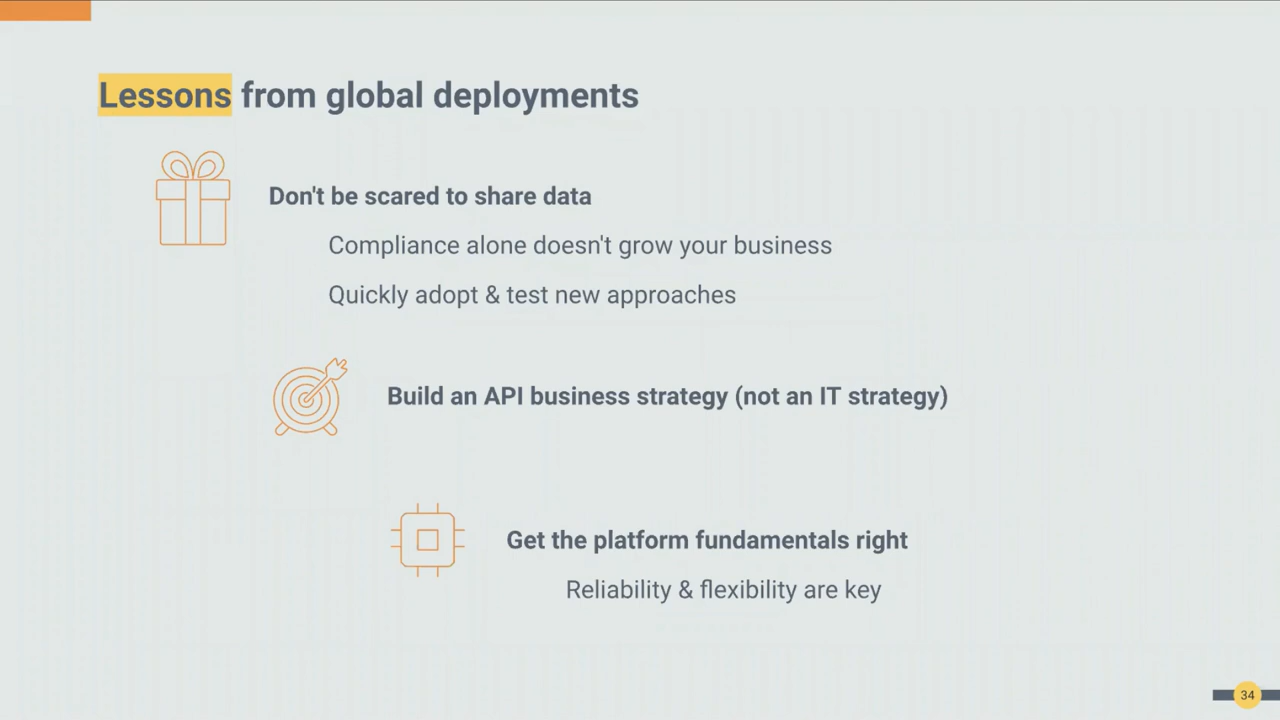 Lessons from global deployments
Don't be scared to share data
Compliance alone doesn't grow your business
Quickly adopt & test new approaches
Build an API business strategy (not an IT strategy)
Get the platform fundamentals right
Reliability & flexibility are key
34